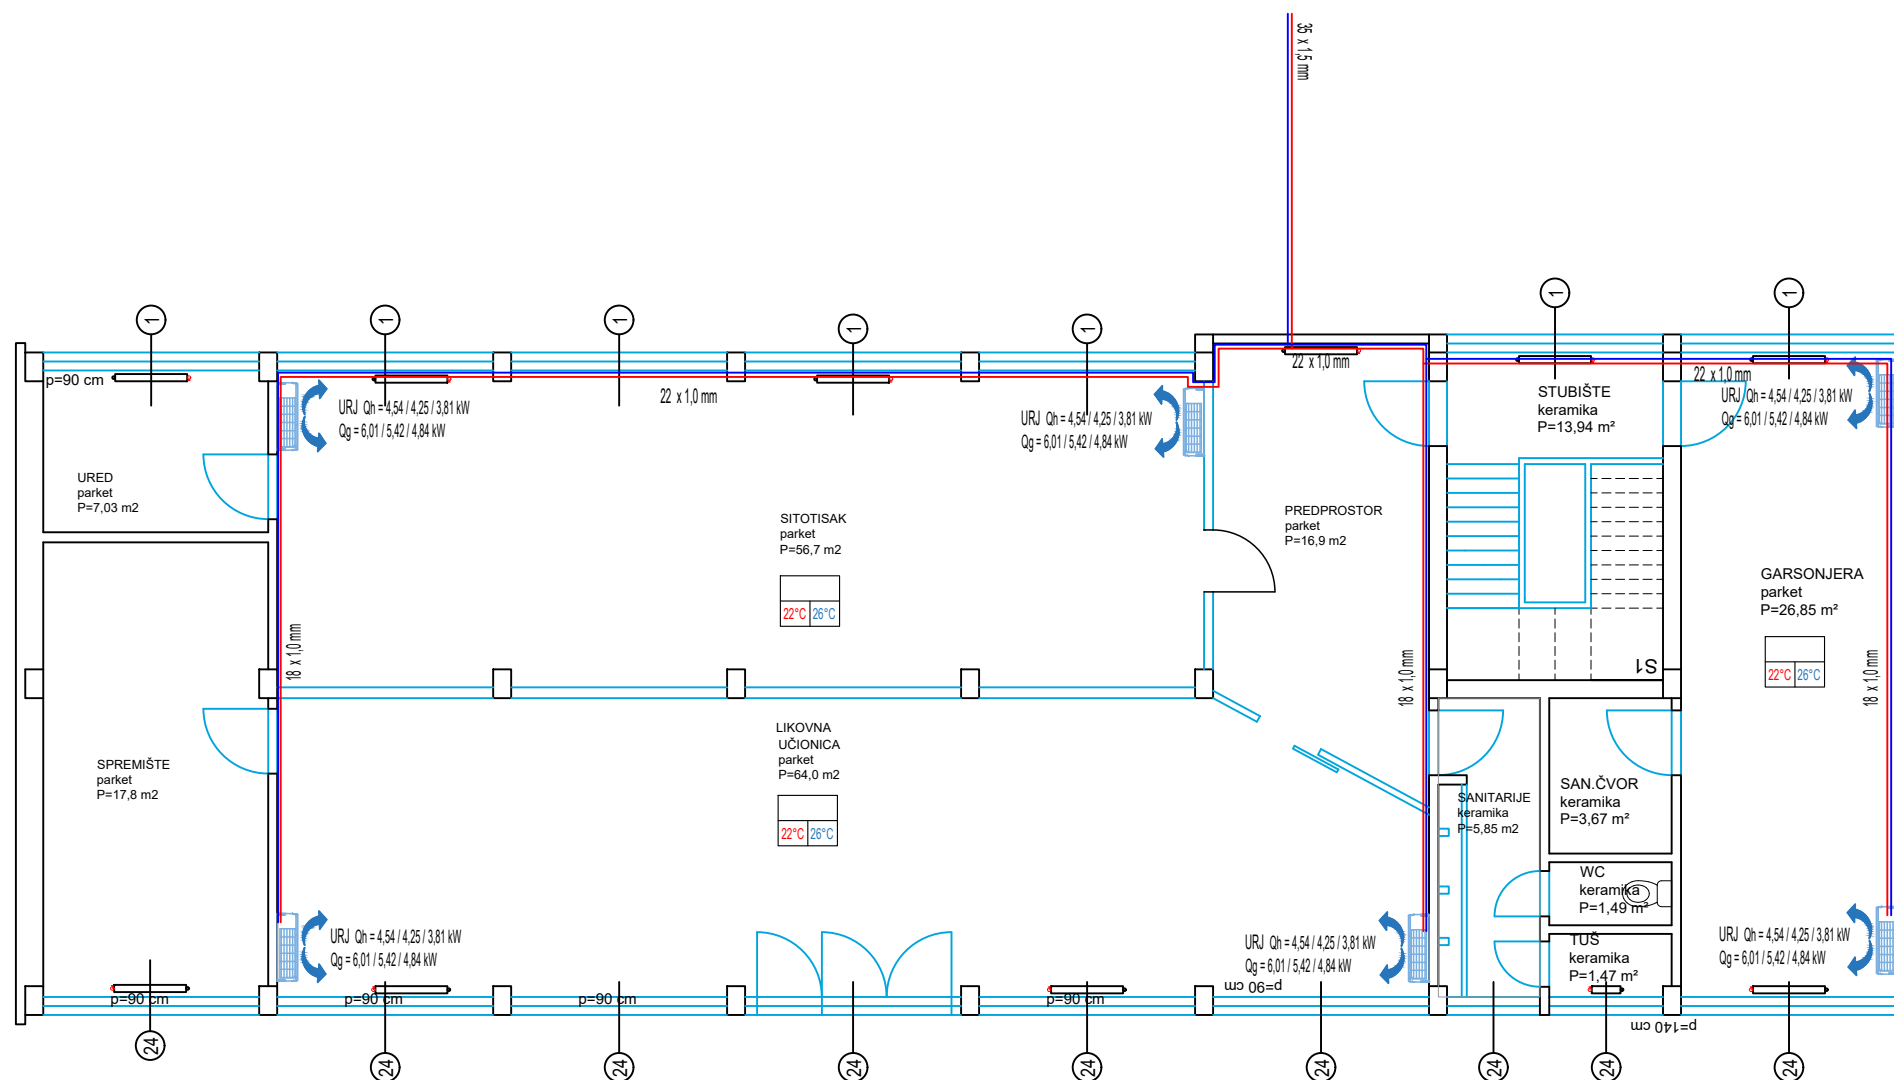 35 x 1,5 mm
1
1
1
1
1
1
1
p=90 cm
22 x 1,0 mm
22 x 1,0 mm
22 x 1,0 mm
URJ Qh = 4,54 / 4,25 / 3,81 kW
Qg = 6,01 / 5,42 / 4,84 kW
URJ Qh = 4,54 / 4,25 / 3,81 kW
Qg = 6,01 / 5,42 / 4,84 kW
STUBIŠTE
keramika
P=13,94 m²
URJ Qh = 4,54 / 4,25 / 3,81 kW
Qg = 6,01 / 5,42 / 4,84 kW
URED
parket
P=7,03 m2
SITOTISAK
parket
P=56,7 m2
22°C 26°C
PREDPROSTOR
parket
P=16,9 m2
GARSONJERA
parket
P=26,85 m²
22°C 26°C
18 x 1,0 mm
18 x 1,0 mm
S1
18 x 1,0 mm
SPREMIŠTE
parket
P=17,8 m2
LIKOVNA
UČIONICA
parket
P=64,0 m2
22°C 26°C
SANITARIJE
keramika
P=5,85 m2
SAN.ČVOR
keramika
P=3,67 m²
WC
keramika
P=1,49 m²
TUŠ
keramika
P=1,47 m²
URJ Qh = 4,54 / 4,25 / 3,81 kW
Qg = 6,01 / 5,42 / 4,84 kW
URJ Qh = 4,54 / 4,25 / 3,81 kW
Qg = 6,01 / 5,42 / 4,84 kW
URJ Qh = 4,54 / 4,25 / 3,81 kW
Qg = 6,01 / 5,42 / 4,84 kW
p=90 cm
p=90 cm
p=90 cm
p=90 cm
p=90 cm
p=140 cm
24
24
24
24
24
24
24
24
24